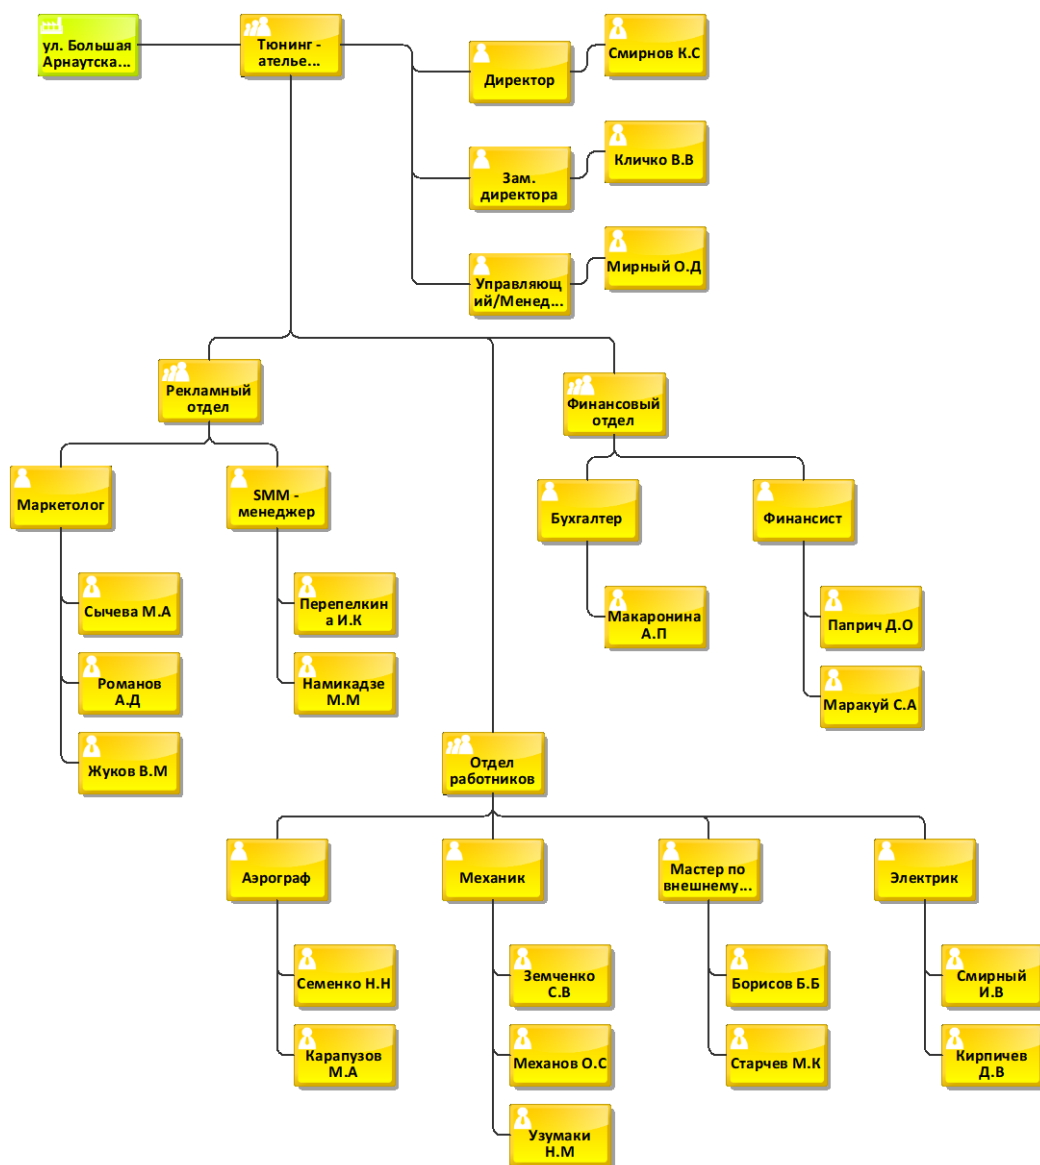 ул. Большая
Арнаутска...
Тюнинг -
ателье...
Директор
Смирнов К.С
Зам.
директора
Кличко В.В
Управляющ
ий/Менед...
Мирный О.Д
Рекламный
отдел
Финансовый
отдел
Маркетолог
SMM -
менеджер
Бухгалтер
Финансист
Сычева М.А
Романов
А.Д
Жуков В.М
Перепелкин
а И.К
Намикадзе
М.М
Макаронина
А.П
Паприч Д.О
Маракуй С.А
Отдел
работников
Аэрограф
Механик
Мастер по
внешнему...
Электрик
Семенко Н.Н
Карапузов
М.А
Земченко
С.В
Механов О.С
Узумаки
Н.М
Борисов Б.Б
Старчев М.К
Смирный
И.В
Кирпичев
Д.В